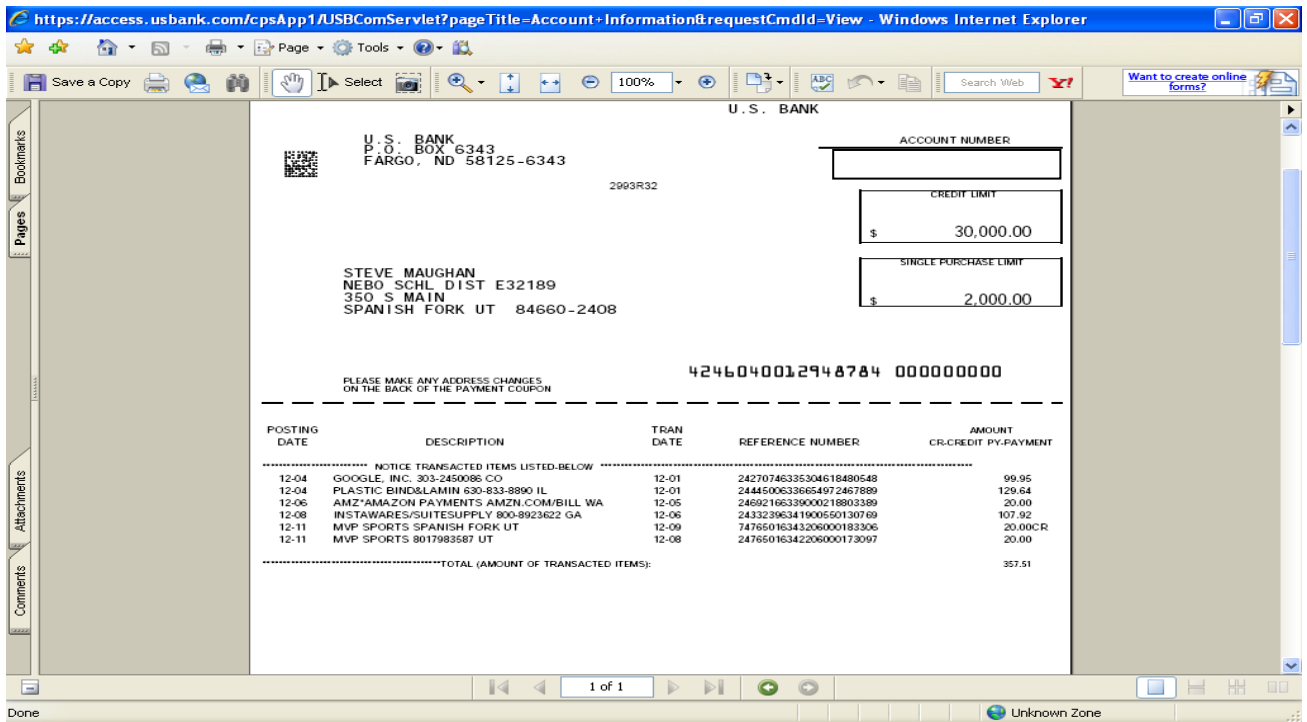 https://access.usbank.com/cpsApp1/USBComServlet?pageTitle=Account+Information&requestCmdId=View - Windows Internet Explorer
Page Tools
Save a Copy Select 100% Search Web Y! Want to create online forms?
Bookmarks
Pages
Attachments
Comments
U.S. BANK
U.S. BANK
P.O. BOX 6343
FARGO, ND 58125-6343
ACCOUNT NUMBER
2993R32
CREDIT LIMIT
$ 30,000.00
SINGLE PURCHASE LIMIT
$ 2,000.00
STEVE MAUGHAN
NEBO SCHL DIST E32189
350 S MAIN
SPANISH FORK UT 84660-2408
4246040012948784 000000000
PLEASE MAKE ANY ADDRESS CHANGES
ON THE BACK OF THE PAYMENT COUPON
POSTING DATE DESCRIPTION TRAN DATE REFERENCE NUMBER AMOUNT CR-CREDIT PY-PAYMENT
NOTICE TRANSACTED ITEMS LISTED-BELOW
12-04 GOOGLE, INC. 303-2450086 CO 12-01 24270746335304618480548 99.95
12-04 PLASTIC BIND&LAMIN 630-833-8890 IL 12-01 24445006336654972467889 129.64
12-06 AMZ*AMAZON PAYMENTS AMZN.COM/BILL WA 12-05 24692166339000218803389 20.00
12-08 INSTAWARES/SUITESUPPLY 800-8923622 GA 12-06 24332396341900550130769 107.92
12-11 MVP SPORTS SPANISH FORK UT 12-09 74765016343206000183306 20.00CR
12-11 MVP SPORTS 8017983587 UT 12-08 24765016342206000173097 20.00
TOTAL (AMOUNT OF TRANSACTED ITEMS): 357.51
1 of 1
Done Unknown Zone